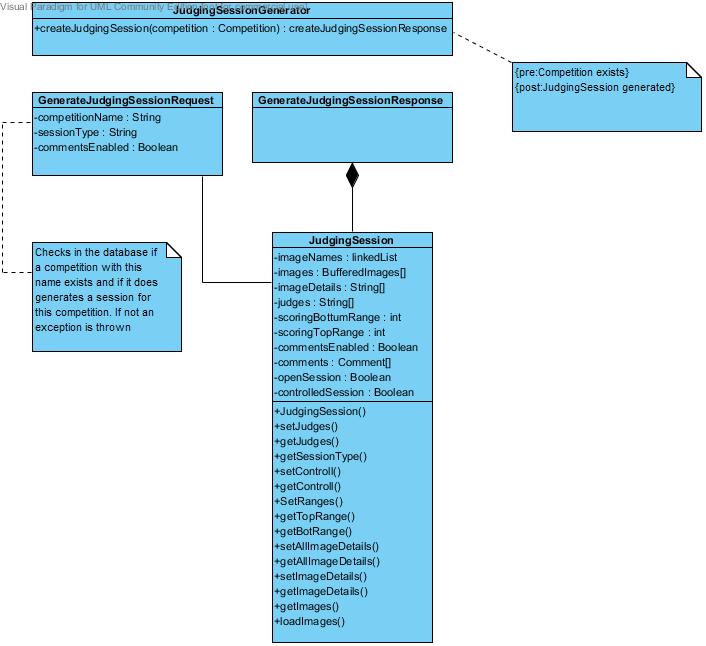 Visual Paradigm for UML Community Edition [not for commercial use]
JudgingSessionGenerator
+createJudgingSession(competition : Competition) : createJudgingSessionResponse
{pre:Competition exists}
{post:JudgingSession generated}
GenerateJudgingSessionRequest
-competitionName : String
-sessionType : String
-commentsEnabled : Boolean
GenerateJudgingSessionResponse
Checks in the database if
a competition with this
name exists and if it does
generates a session for
this competition. If not an
exception is thrown
JudgingSession
-imageNames : linkedList
-images : BufferedImages[]
-imageDetails : String[]
-judges : String[]
-scoringBottumRange : int
-scoringTopRange : int
-commentsEnabled : Boolean
-comments : Comment[]
-openSession : Boolean
-controlledSession : Boolean
+JudgingSession()
+setJudges()
+getJudges()
+getSessionType()
+setControll()
+getControll()
+SetRanges()
+getTopRange()
+getBotRange()
+setAllImageDetails()
+getAllImageDetails()
+setImageDetails()
+getImageDetails()
+getImages()
+loadImages()